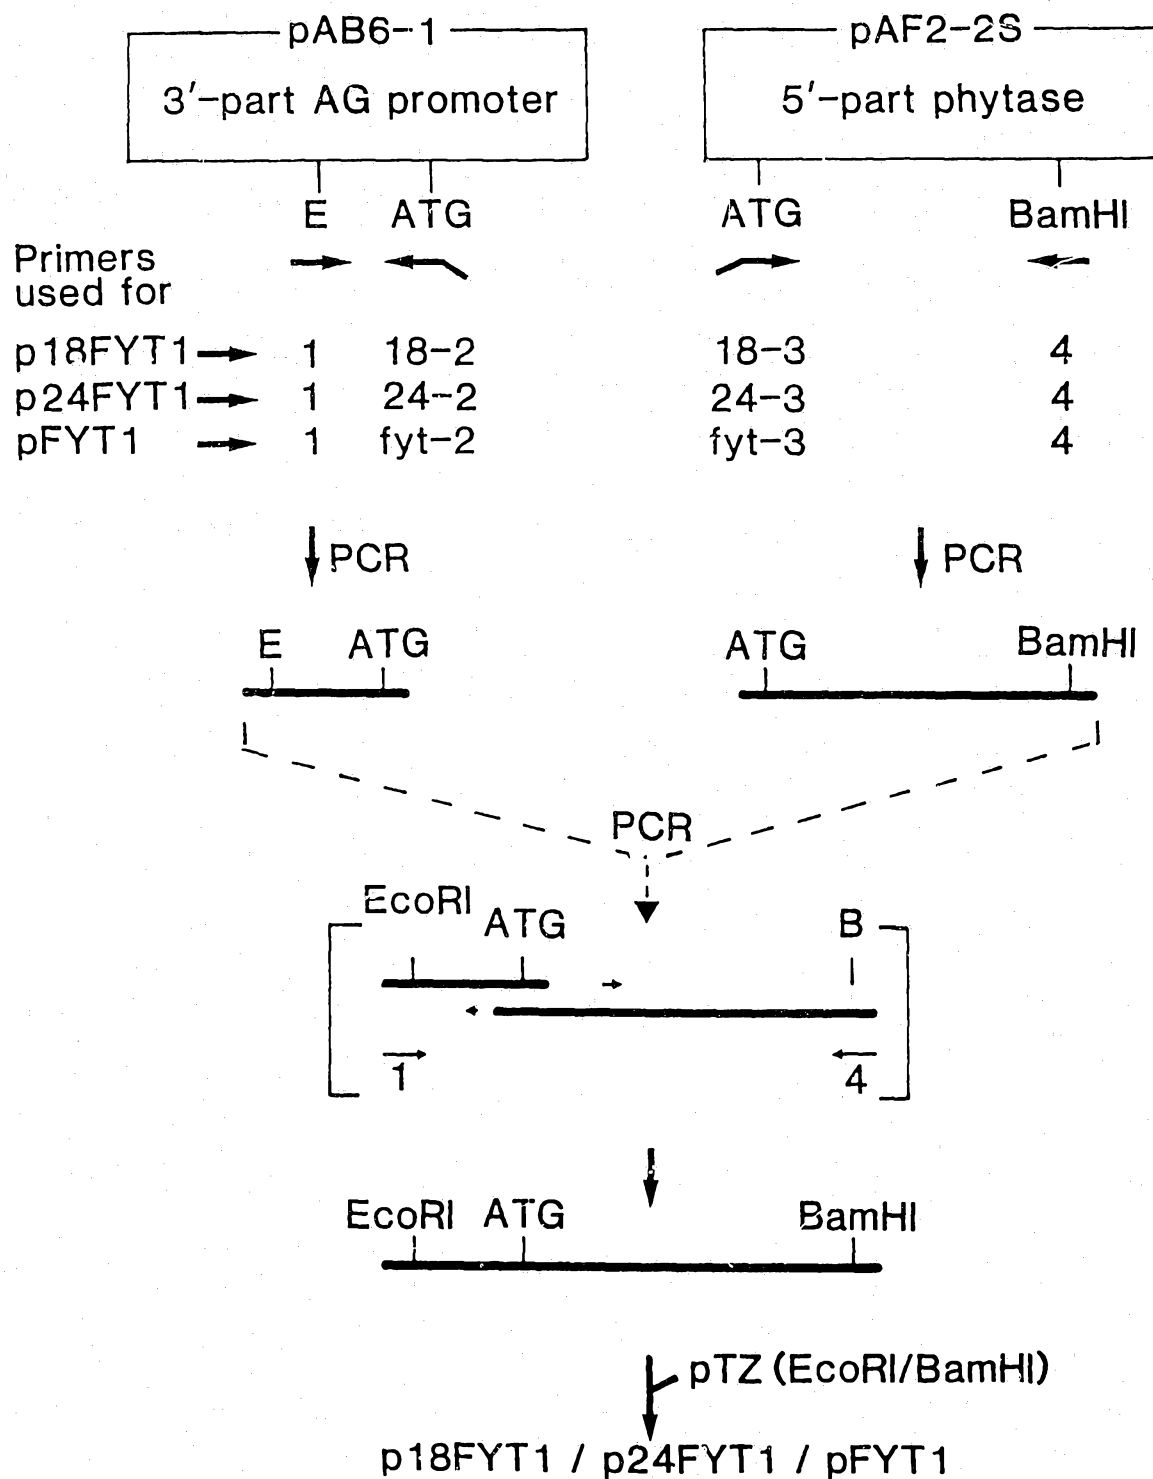 pAB6-1 pAF2-2S
3'-part AG promoter 5'-part phytase
E ATG ATG BamHI
Primers
used for
p18FYT1 1 18-2 18-3 4
p24FYT1 1 24-2 24-3 4
pFYT1 1 fyt-2 fyt-3 4
PCR PCR
E ATG ATG BamHI
PCR
EcoRI ATG B
1 4
EcoRI ATG BamHI
pTZ (EcoRI/BamHI)
p18FYT1 / p24FYT1 / pFYT1